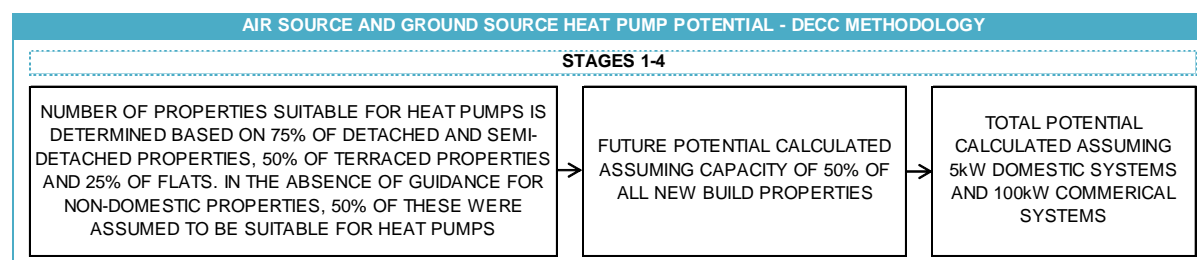 AIR SOURCE AND GROUND SOURCE HEAT PUMP POTENTIAL - DECC METHODOLOGY
STAGES 1-4
NUMBER OF PROPERTIES SUITABLE FOR HEAT PUMPS IS
DETERMINED BASED ON 75% OF DETACHED AND SEMI-
DETACHED PROPERTIES, 50% OF TERRACED PROPERTIES
AND 25% OF FLATS. IN THE ABSENCE OF GUIDANCE FOR
NON-DOMESTIC PROPERTIES, 50% OF THESE WERE
ASSUMED TO BE SUITABLE FOR HEAT PUMPS
FUTURE POTENTIAL CALCULATED
ASSUMING CAPACITY OF 50% OF
ALL NEW BUILD PROPERTIES
TOTAL POTENTIAL
CALCULATED ASSUMING
5kW DOMESTIC SYSTEMS
AND 100kW COMMERICAL
SYSTEMS